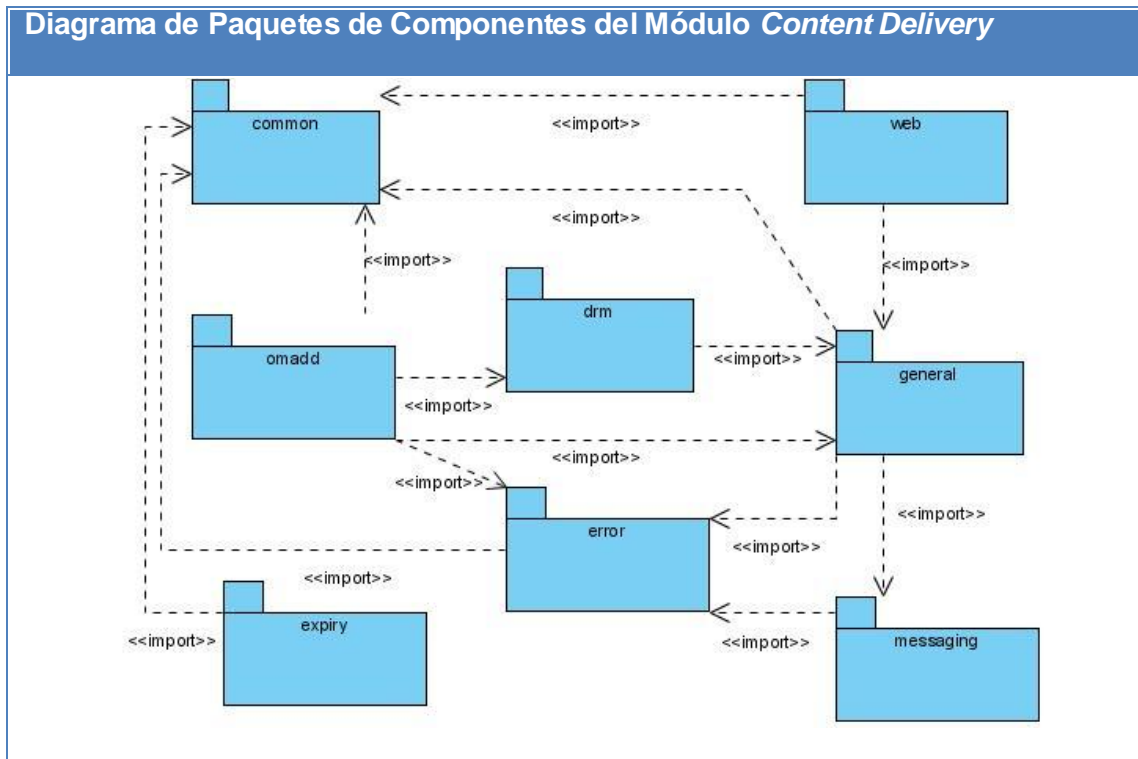 Diagrama de Paquetes de Componentes del Módulo Content Delivery
common
web
<<import>>
<<import>>
<<import>>
<<import>>
drm
omadd
<<import>>
general
<<import>>
<<import>>
<<import>>
<<import>>
error
<<import>>
<<import>>
expiry
<<import>>
<<import>>
messaging